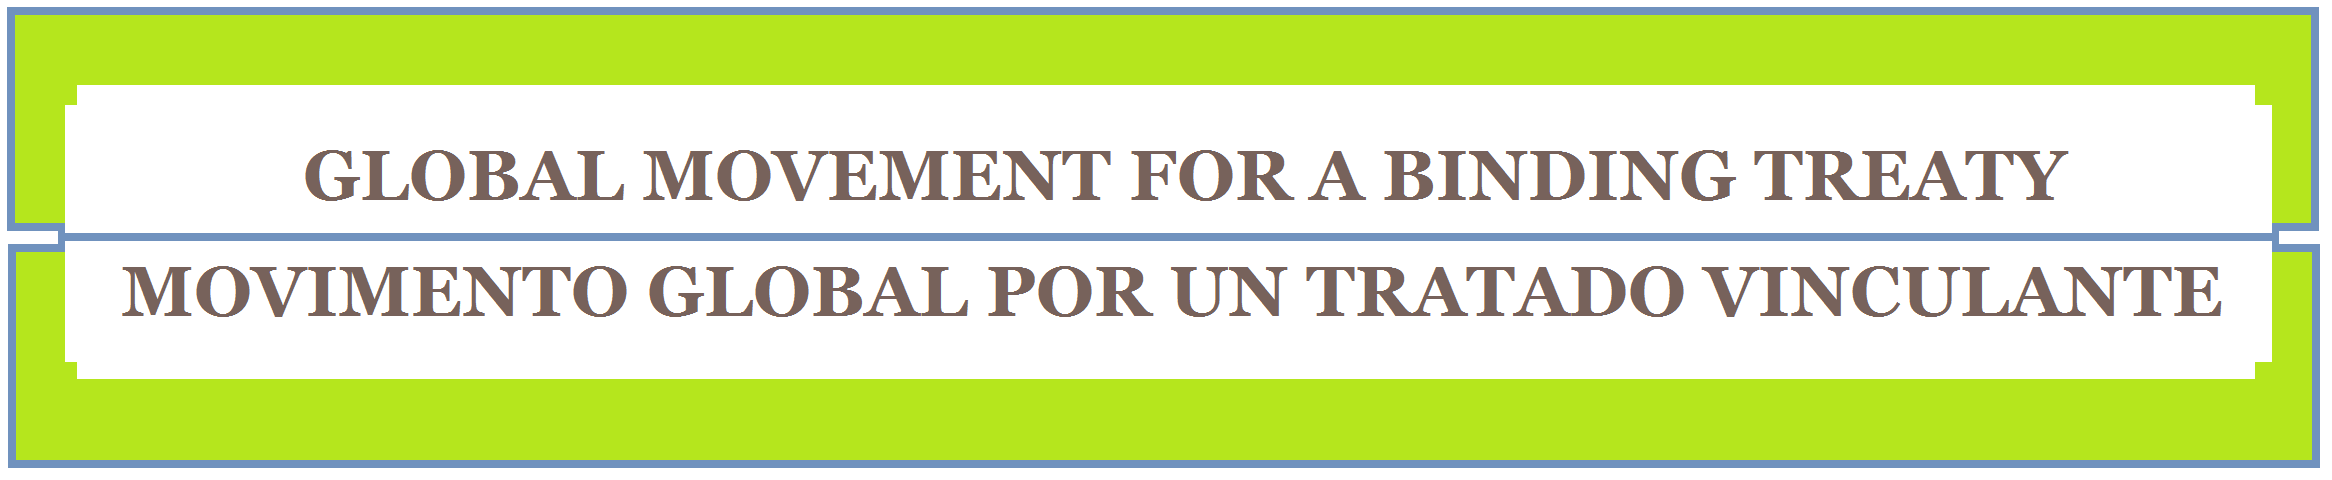 GLOBAL MOVEMENT FOR A BINDING TREATY
MOVIMENTO GLOBAL POR UN TRATADO VINCULANTE